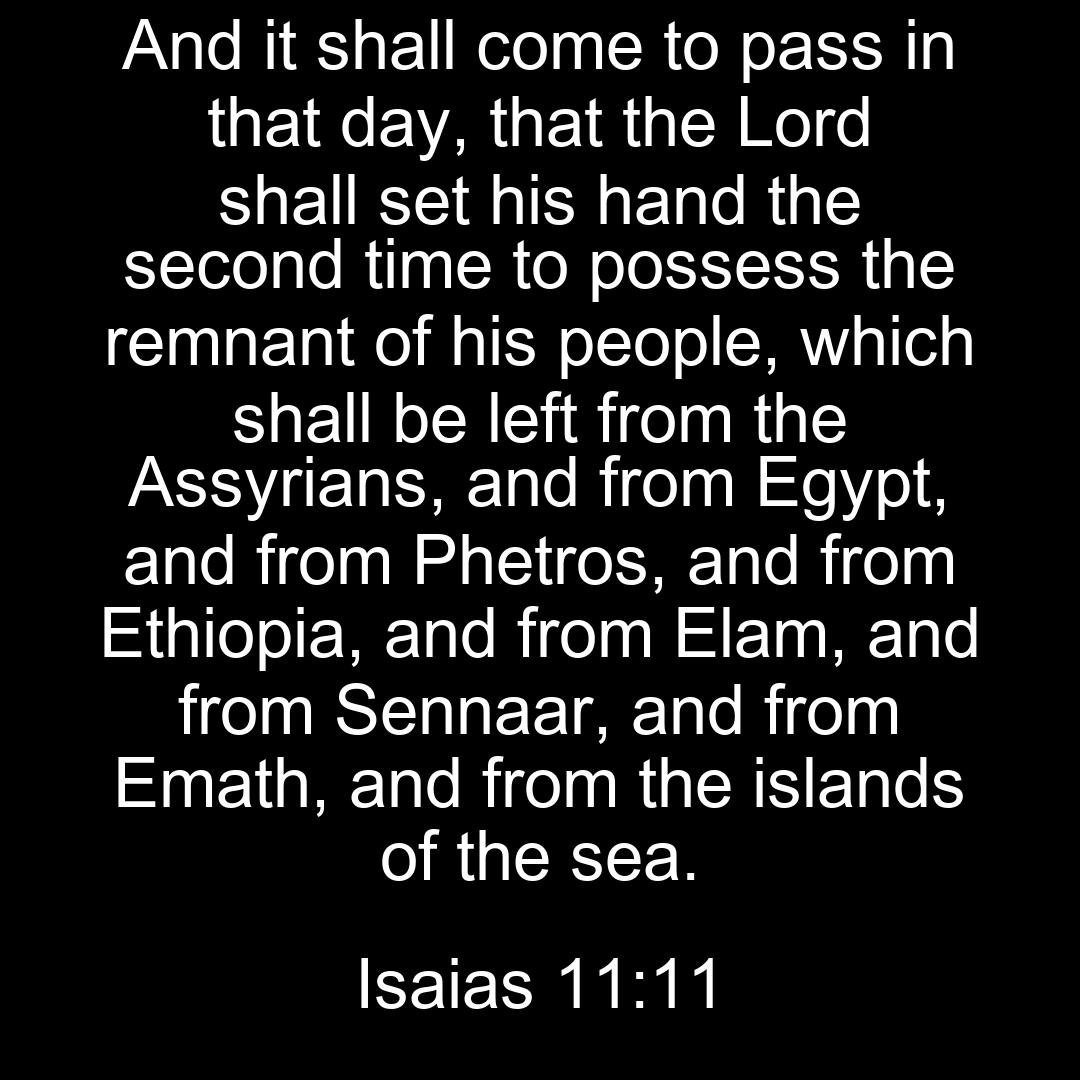 And it shall come to pass in
that day, that the Lord
shall set his hand the
second time to possess the
remnant of his people, which
shall be left from the
Assyrians, and from Egypt,
and from Phetros, and from
Ethiopia, and from Elam, and
from Sennaar, and from
Emath, and from the islands
of the sea.
Isaias 11:11